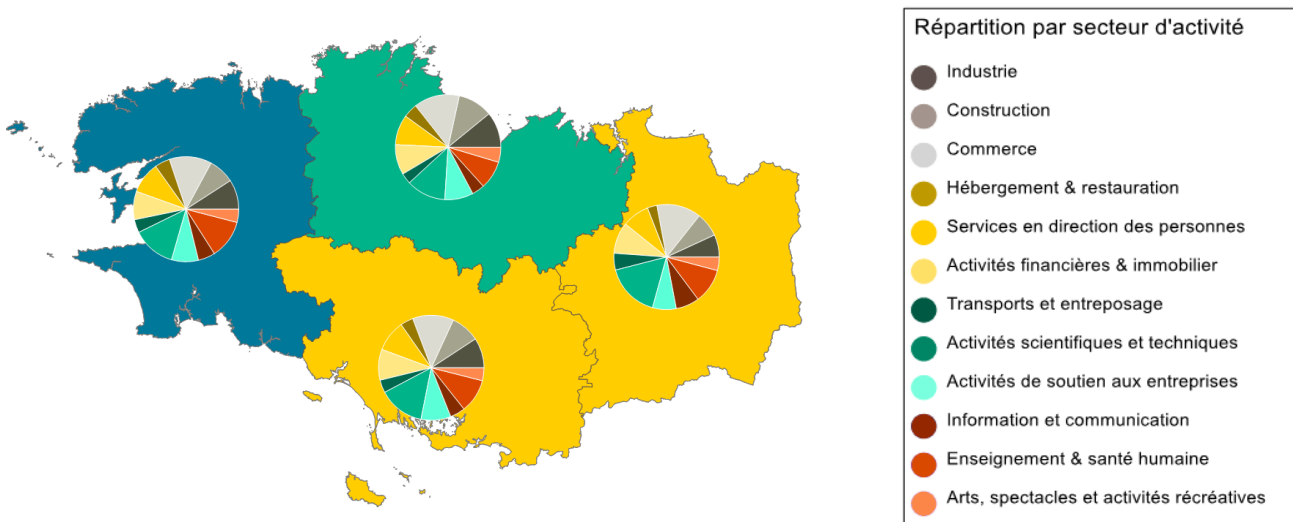 Répartition par secteur d'activité
Industrie
Construction
Commerce
Hébergement & restauration
Services en direction des personnes
Activités financières & immobilier
Transports et entreposage
Activités scientifiques et techniques
Activités de soutien aux entreprises
Information et communication
Enseignement & santé humaine
Arts, spectacles et activités récréatives